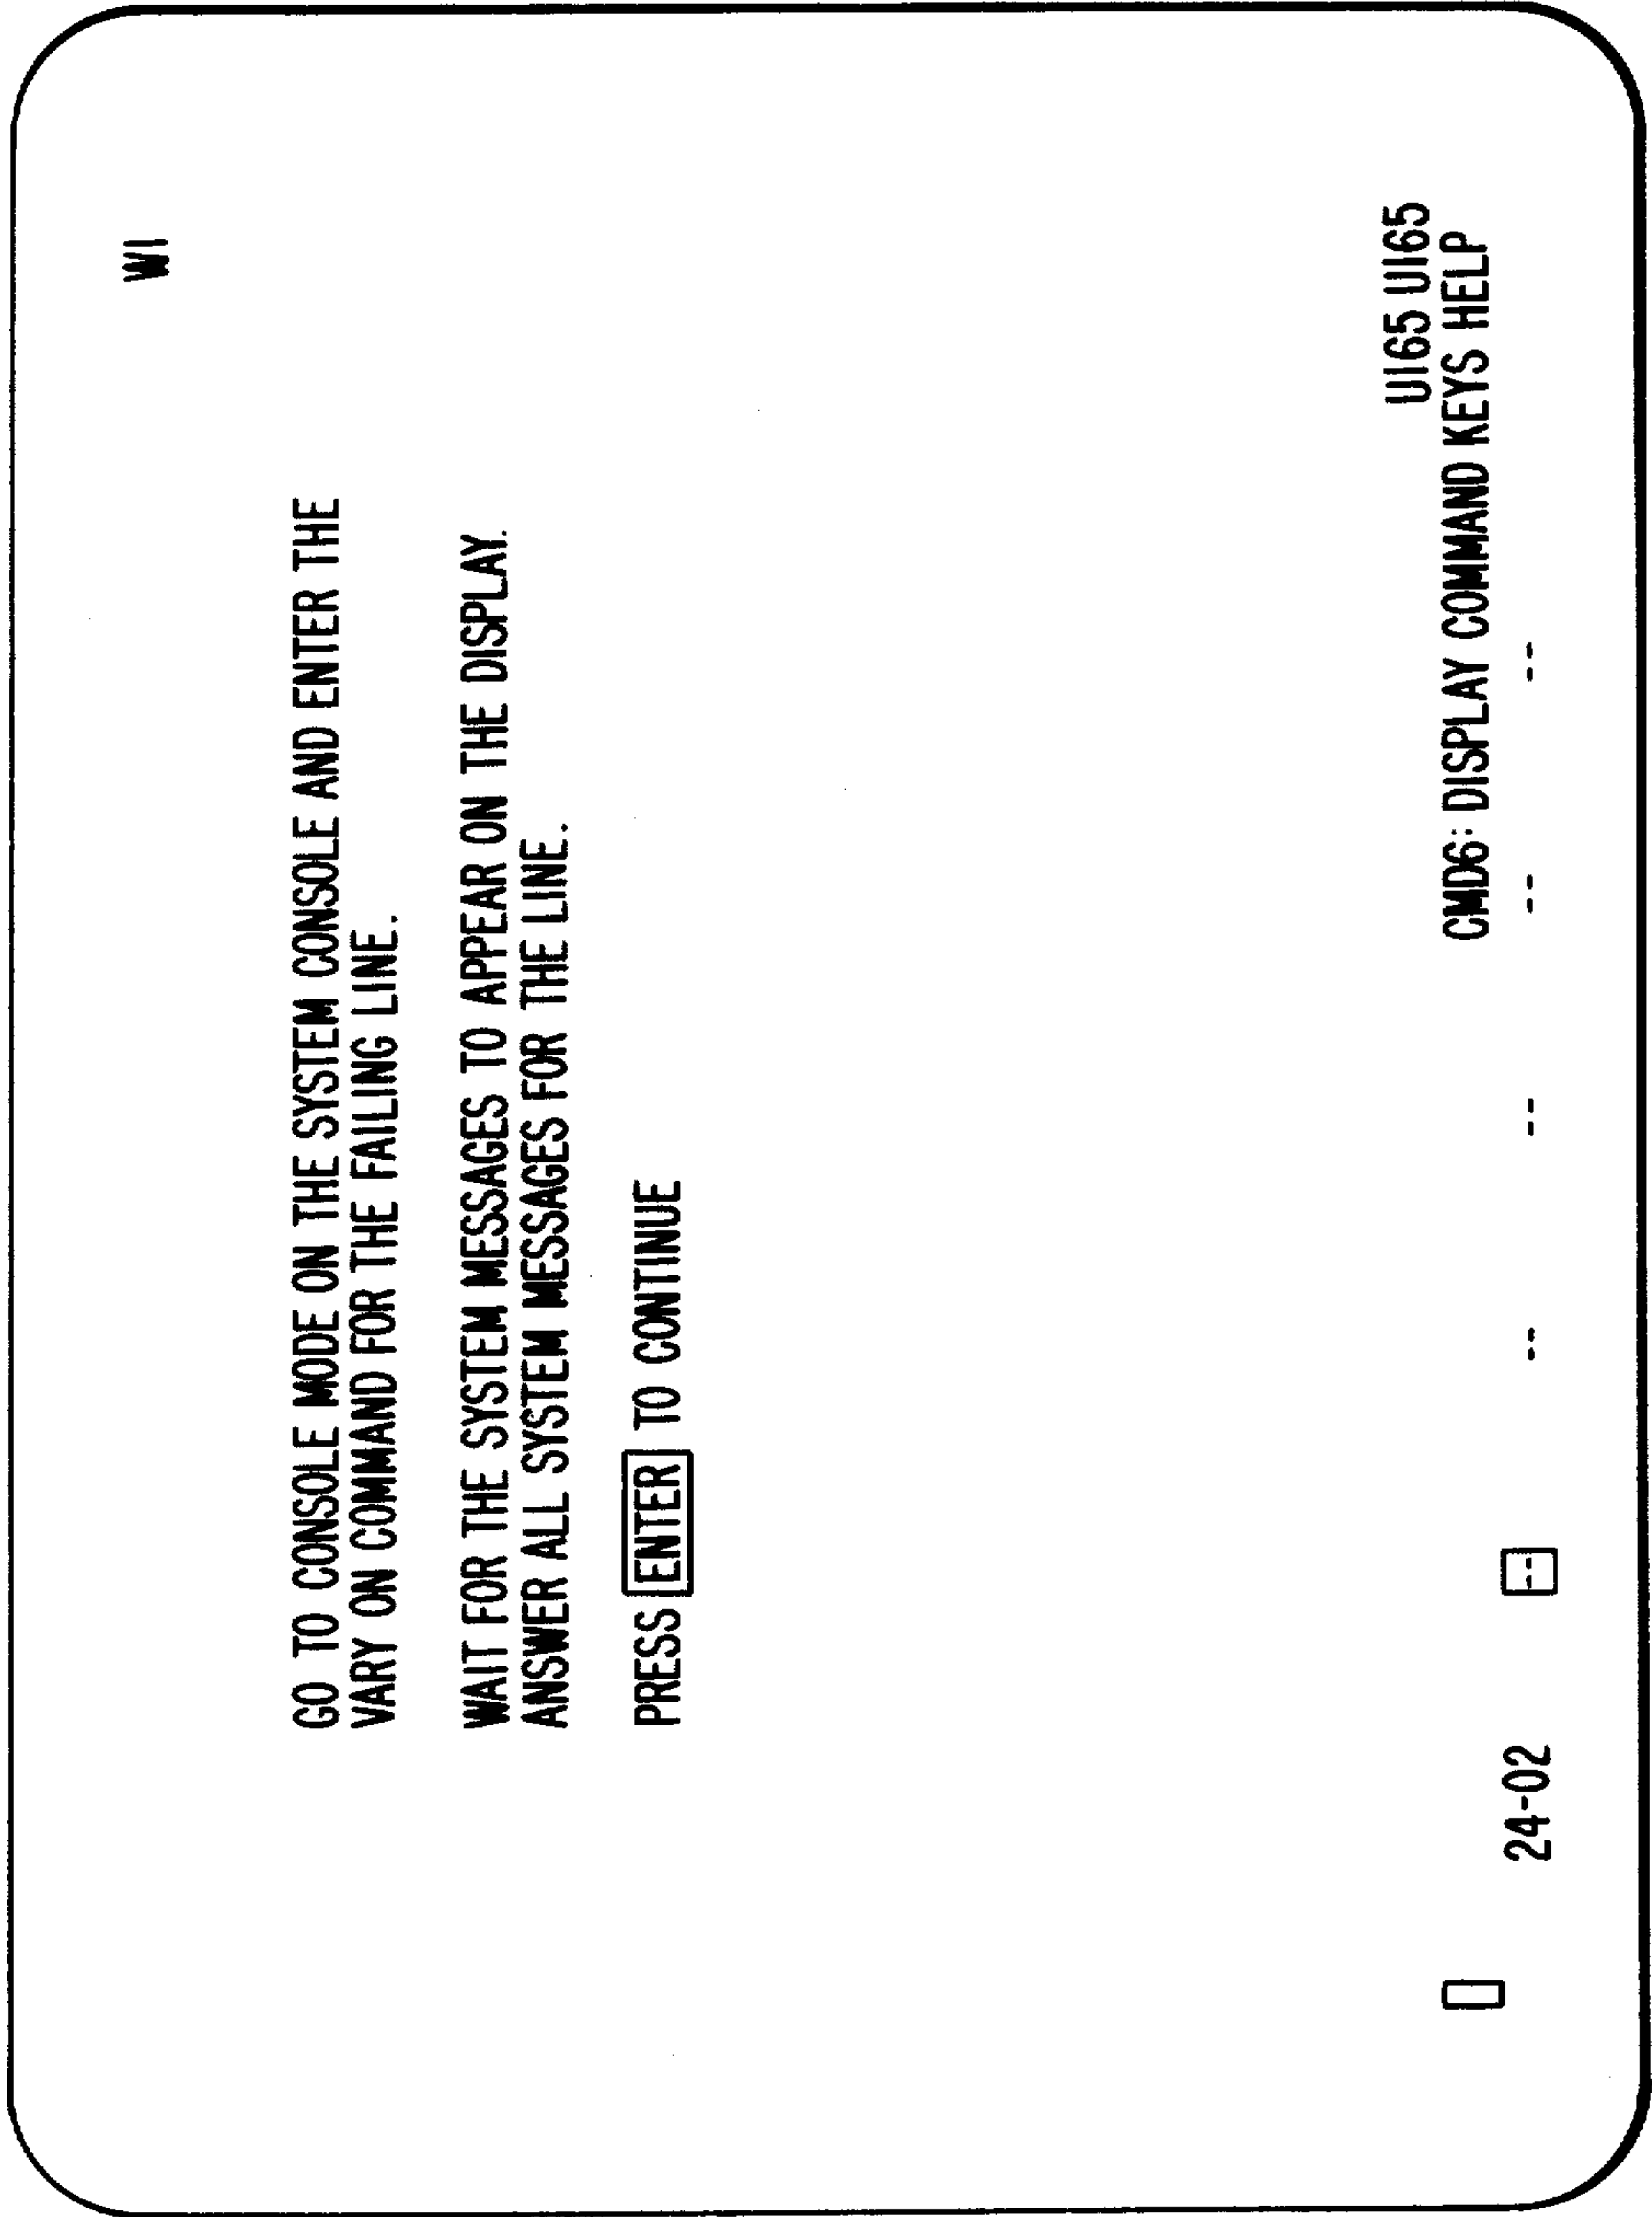 W1
GO TO CONSOLE MODE ON THE SYSTEM CONSOLE AND ENTER THE
VARY ON COMMAND FOR THE FAILING LINE.
WAIT FOR THE SYSTEM MESSAGES TO APPEAR ON THE DISPLAY.
ANSWER ALL SYSTEM MESSAGES FOR THE LINE.
PRESS ENTER TO CONTINUE
UI65 UI65
CMD6: DISPLAY COMMAND KEYS HELP
24-02 -- -- -- -- --